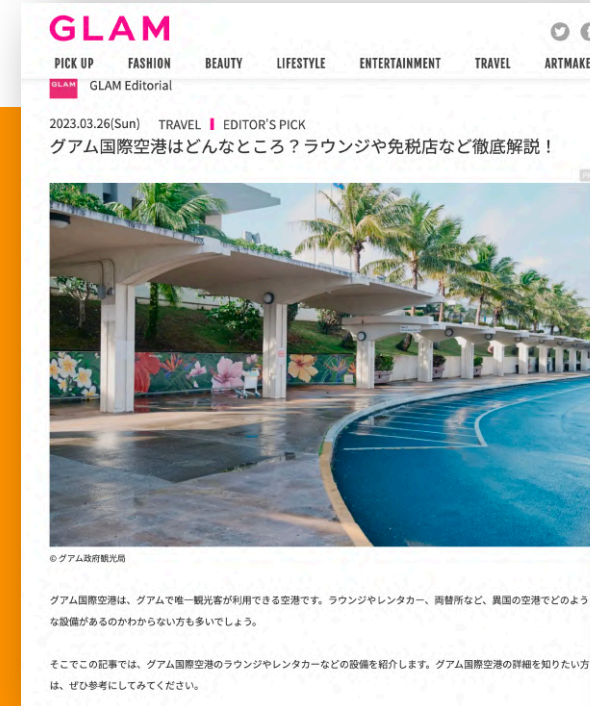 GLAM
PICK UP FASHION BEAUTY LIFESTYLE ENTERTAINMENT TRAVEL ARTMAKE
GLAM GLAM Editorial
2023.03.26(Sun) TRAVEL EDITOR'S PICK
グアム国際空港はどんなところ？ラウンジや免税店など徹底解説！
© グアム政府観光局
グアム国際空港は、グアムで唯一観光客が利用できる空港です。ラウンジやレンタカー、両替所など、異国の空港でどのよう
な設備があるのかわからない方も多いでしょう。
そこでこの記事では、グアム国際空港のラウンジやレンタカーなどの設備を紹介します。グアム国際空港の詳細を知りたい方
は、ぜひ参考にしてみてください。